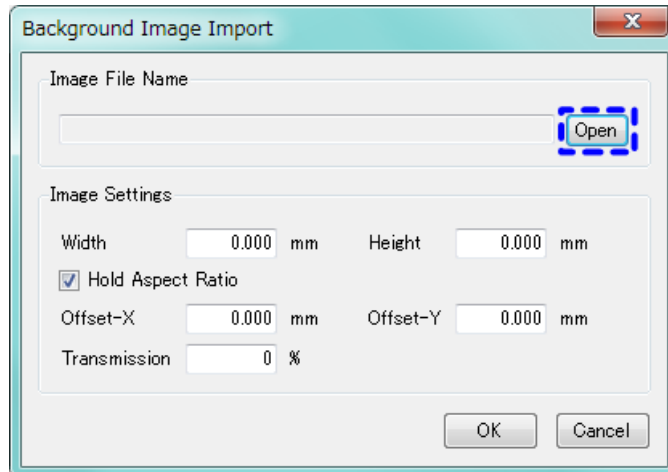 Background Image Import
Image File Name
Open
Image Settings
Width 0.000 mm Height 0.000 mm
Hold Aspect Ratio
Offset-X 0.000 mm Offset-Y 0.000 mm
Transmission 0 %
OK Cancel